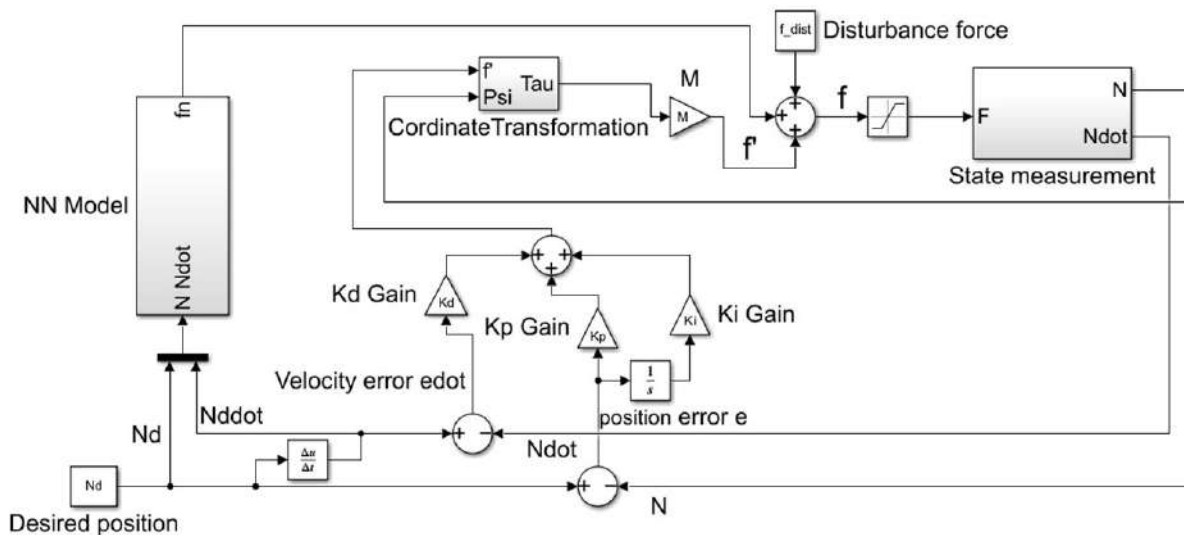 f_dist
Disturbance force
fn
f'
Psi
Tau
CordinateTransformation
M
M
f'
+
+
+
f
F
N
Ndot
State measurement
NN Model
N Ndot
+
+
+
Kd Gain
Kd
Kp Gain
Kp
Ki
Ki Gain
Velocity error edot
1
s
position error e
Nd
Nddot
Δu
Δt
+
−
Ndot
Nd
+
−
N
Desired position